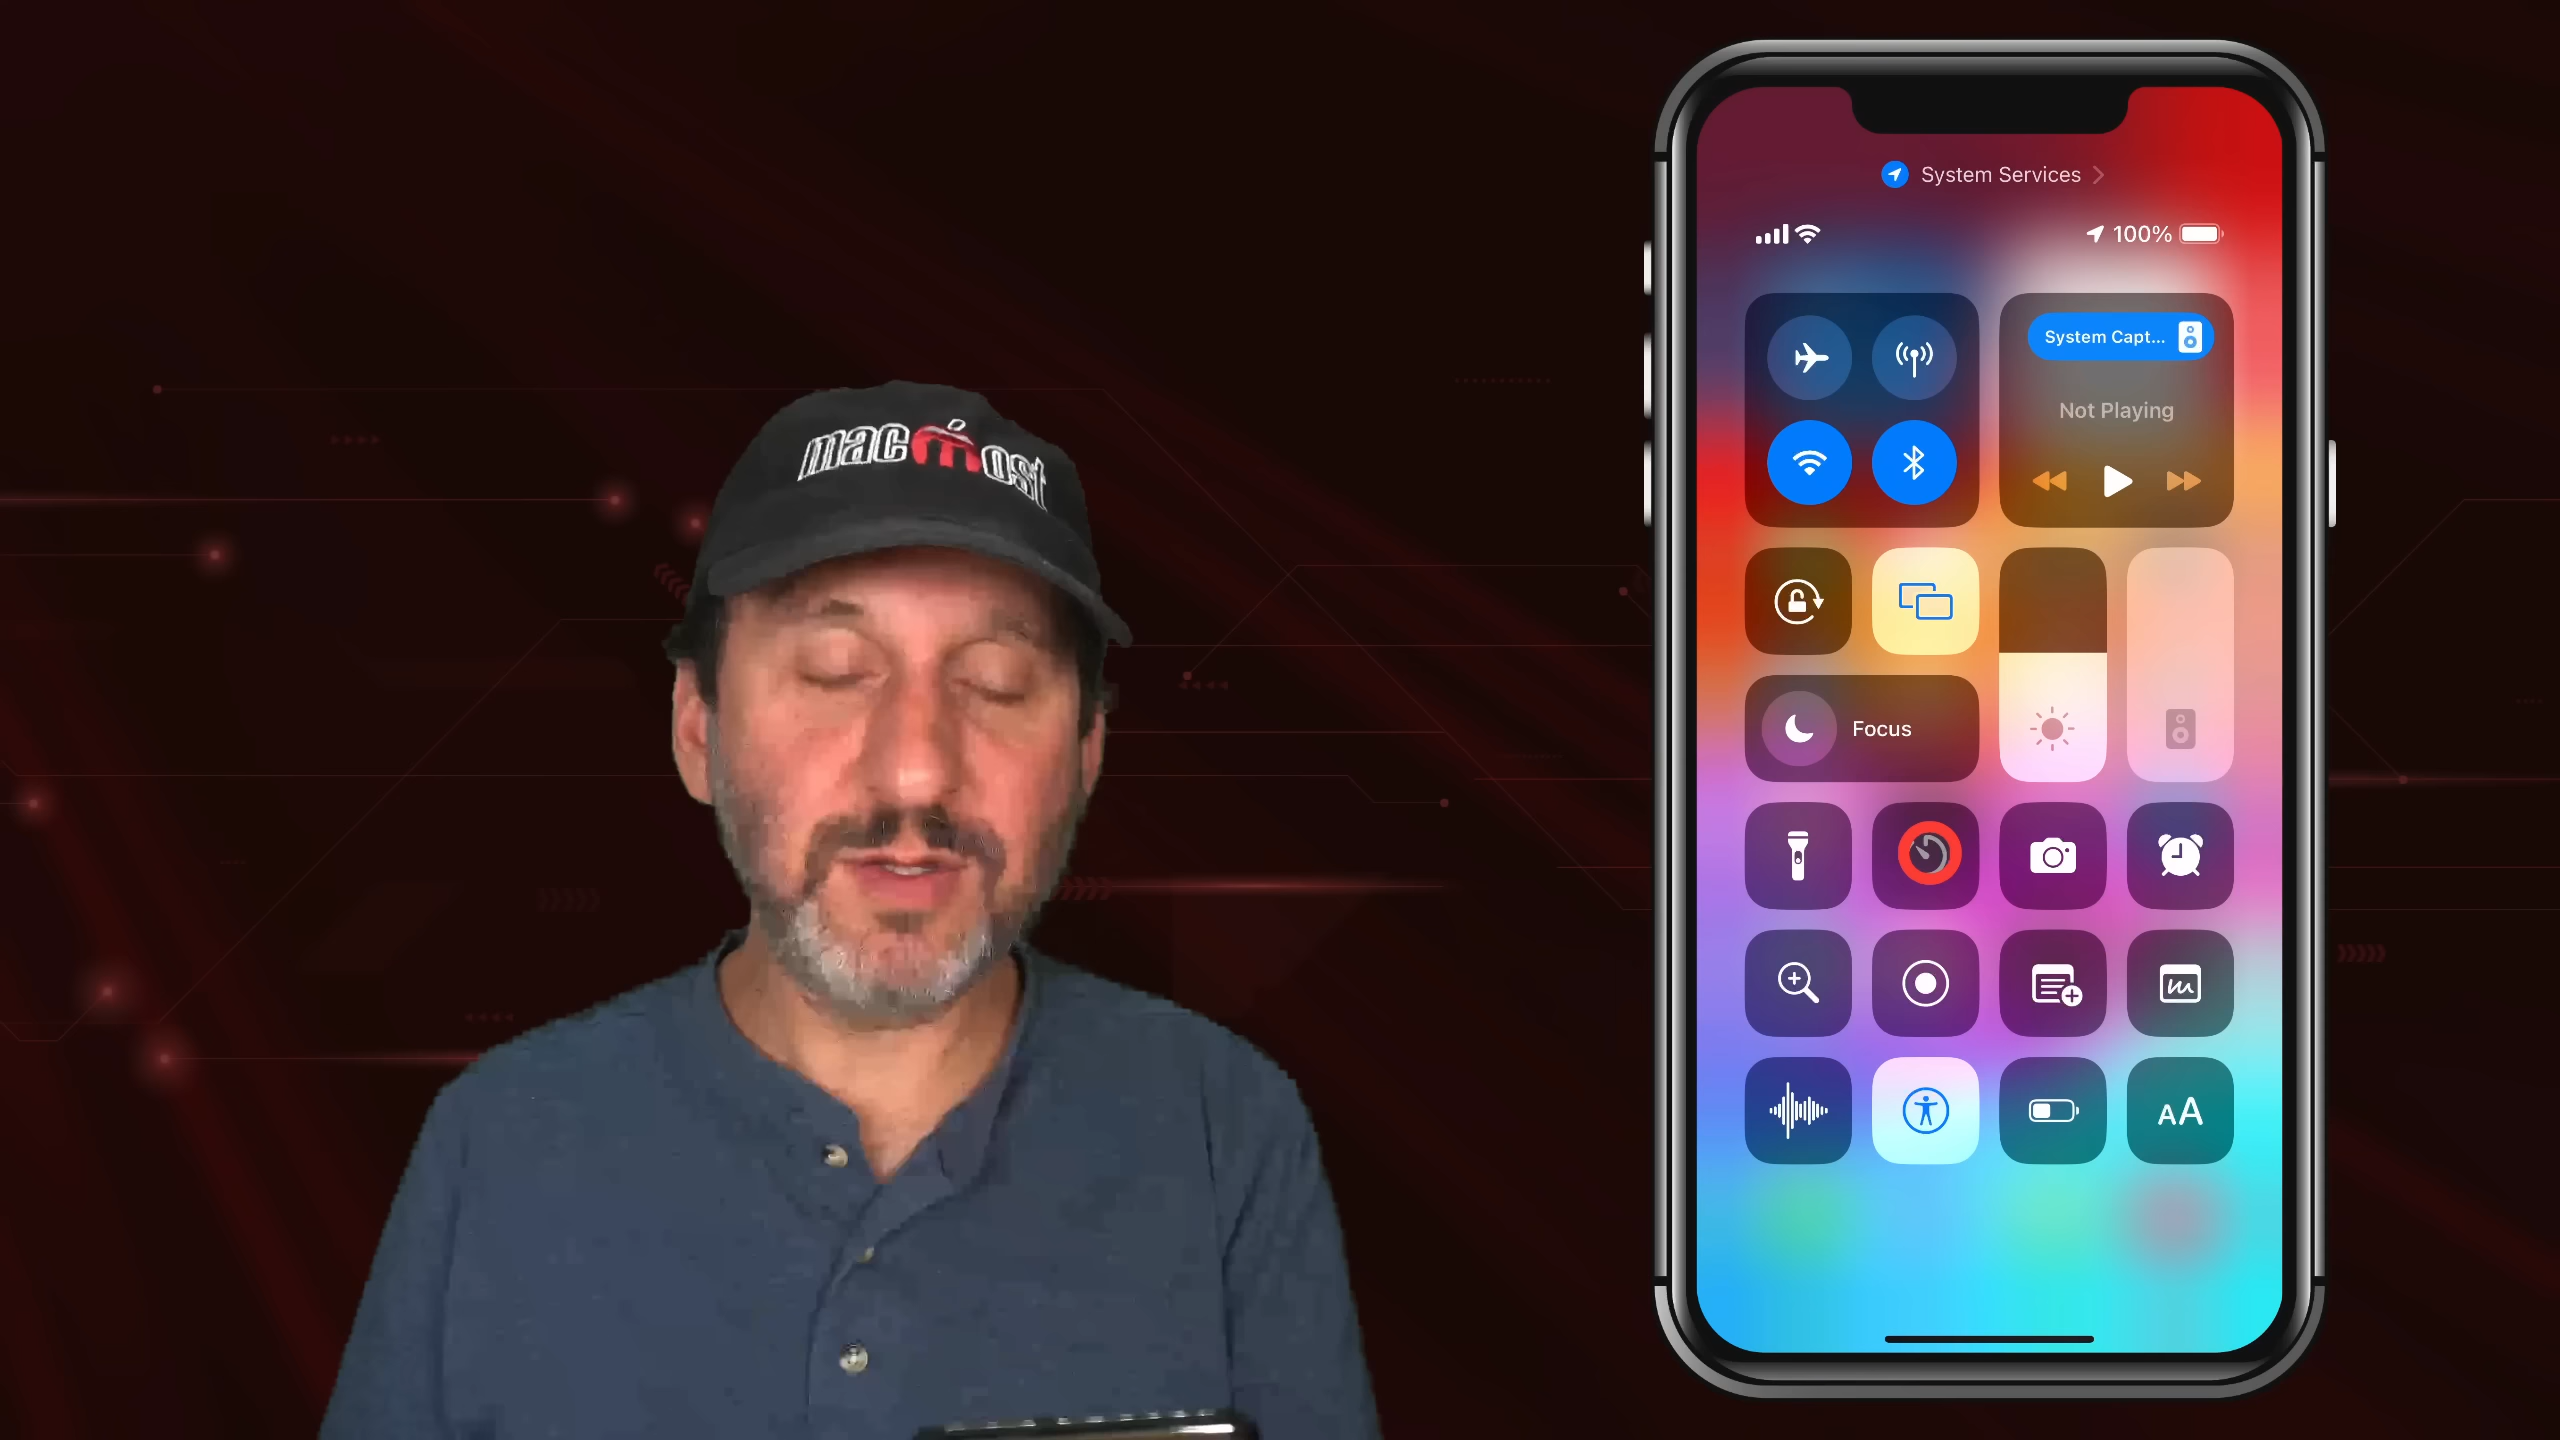 macmost
System Services
100%
System Capt...
Not Playing
Focus
AA